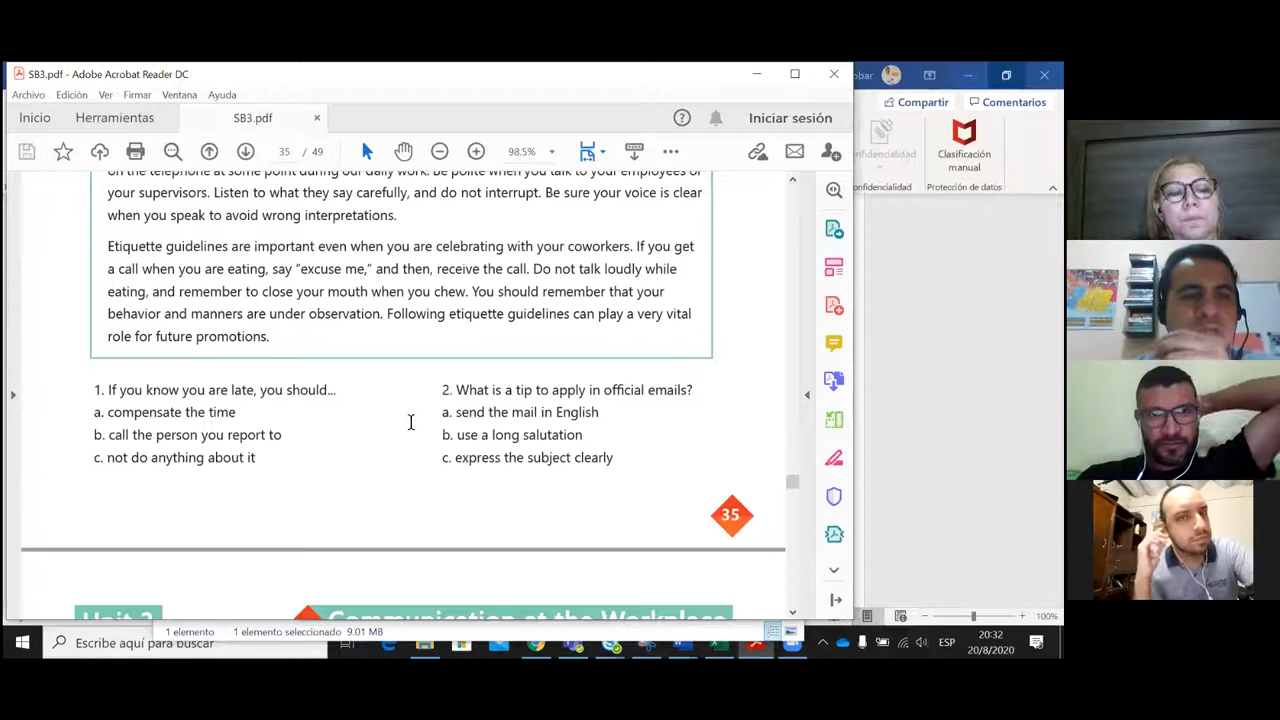 SB3.pdf - Adobe Acrobat Reader DC
Archivo Edición Ver Firmar Ventana Ayuda
Inicio Herramientas SB3.pdf × Iniciar sesión
35 / 49 98.5%
on the telephone at some point during our daily work. Be polite when you talk to your employees or
your supervisors. Listen to what they say carefully, and do not interrupt. Be sure your voice is clear
when you speak to avoid wrong interpretations.
Etiquette guidelines are important even when you are celebrating with your coworkers. If you get
a call when you are eating, say “excuse me,” and then, receive the call. Do not talk loudly while
eating, and remember to close your mouth when you chew. You should remember that your
behavior and manners are under observation. Following etiquette guidelines can play a very vital
role for future promotions.
1. If you know you are late, you should...
a. compensate the time
b. call the person you report to
c. not do anything about it
2. What is a tip to apply in official emails?
a. send the mail in English
b. use a long salutation
c. express the subject clearly
35
Unit 2 Communication at the Workplace
1 elemento 1 elemento seleccionado 9.01 MB
obar
Compartir Comentarios
onfidencialidad
Clasificación
manual
nfidencialidad Protección de datos
100%
Escribe aquí para buscar
ESP
20:32
20/8/2020